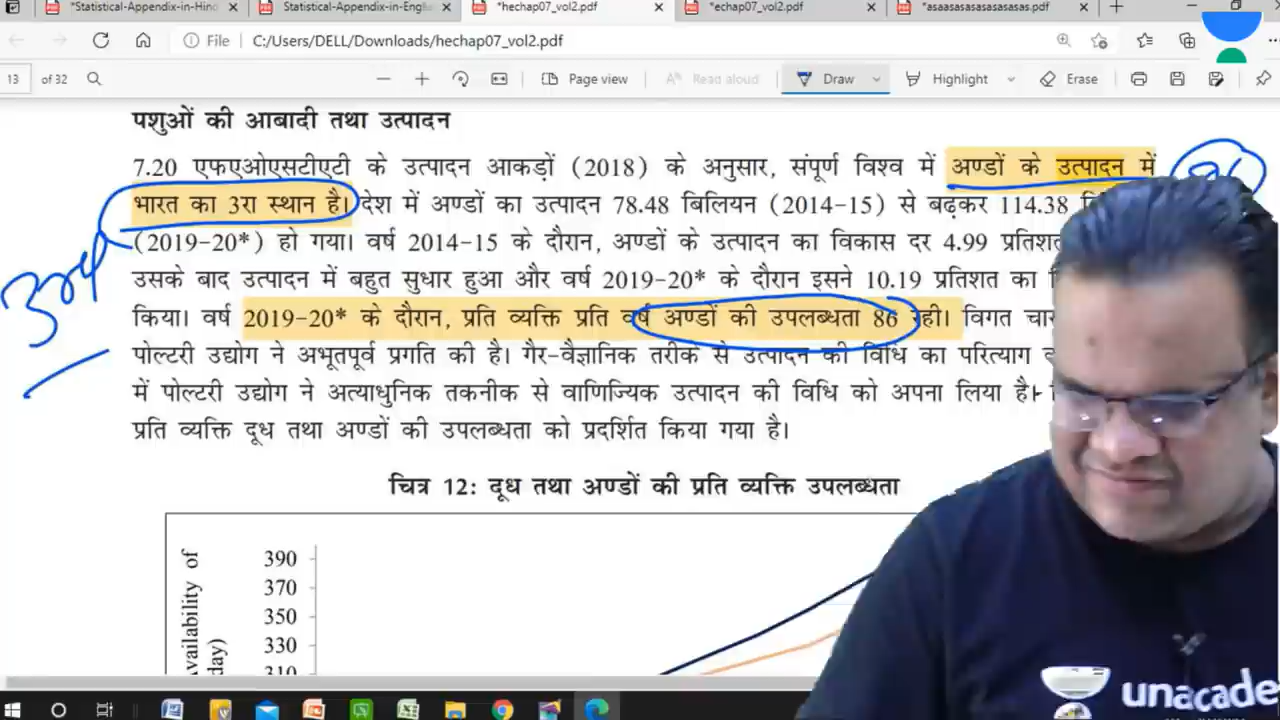 *Statistical-Appendix-in-Hind
Statistical-Appendix-in-Engl
*hechap07_vol2.pdf
*echap07_vol2.pdf
*asaasasasasasasasas.pdf
File C:/Users/DELL/Downloads/hechap07_vol2.pdf
13 of 32 Page view Read aloud Draw Highlight Erase
पशुओं की आबादी तथा उत्पादन
7.20 एफएओएसटीएटी के उत्पादन आकड़ों (2018) के अनुसार, संपूर्ण विश्व में अण्डों के उत्पादन में
भारत का 3रा स्थान है। देश में अण्डों का उत्पादन 78.48 बिलियन (2014-15) से बढ़कर 114.38
(2019-20*) हो गया। वर्ष 2014-15 के दौरान, अण्डों के उत्पादन का विकास दर 4.99 प्रतिशत
उसके बाद उत्पादन में बहुत सुधार हुआ और वर्ष 2019-20* के दौरान इसने 10.19 प्रतिशत का
किया। वर्ष 2019-20* के दौरान, प्रति व्यक्ति प्रति वर्ष अण्डों की उपलब्धता 86 रही। विगत चार
पोल्टरी उद्योग ने अभूतपूर्व प्रगति की है। गैर-वैज्ञानिक तरीक से उत्पादन की विधि का परित्याग
में पोल्टरी उद्योग ने अत्याधुनिक तकनीक से वाणिज्यिक उत्पादन की विधि को अपना लिया है।
प्रति व्यक्ति दूध तथा अण्डों की उपलब्धता को प्रदर्शित किया गया है।
3rd
चित्र 12: दूध तथा अण्डों की प्रति व्यक्ति उपलब्धता
Availability of
day)
390
370
350
330
310
unacade